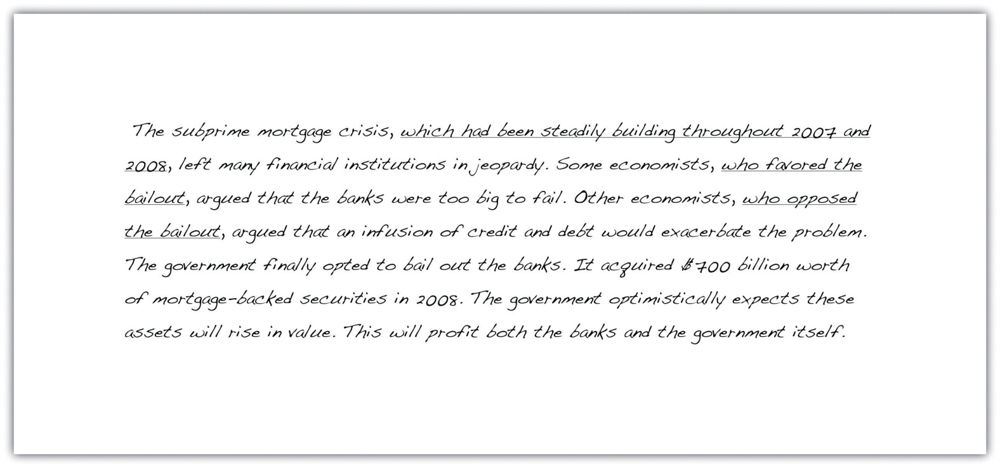 The subprime mortgage crisis, which had been steadily building throughout 2007 and
2008, left many financial institutions in jeopardy. Some economists, who favored the
bailout, argued that the banks were too big to fail. Other economists, who opposed
the bailout, argued that an infusion of credit and debt would exacerbate the problem.
The government finally opted to bail out the banks. It acquired $700 billion worth
of mortgage-backed securities in 2008. The government optimistically expects these
assets will rise in value. This will profit both the banks and the government itself.